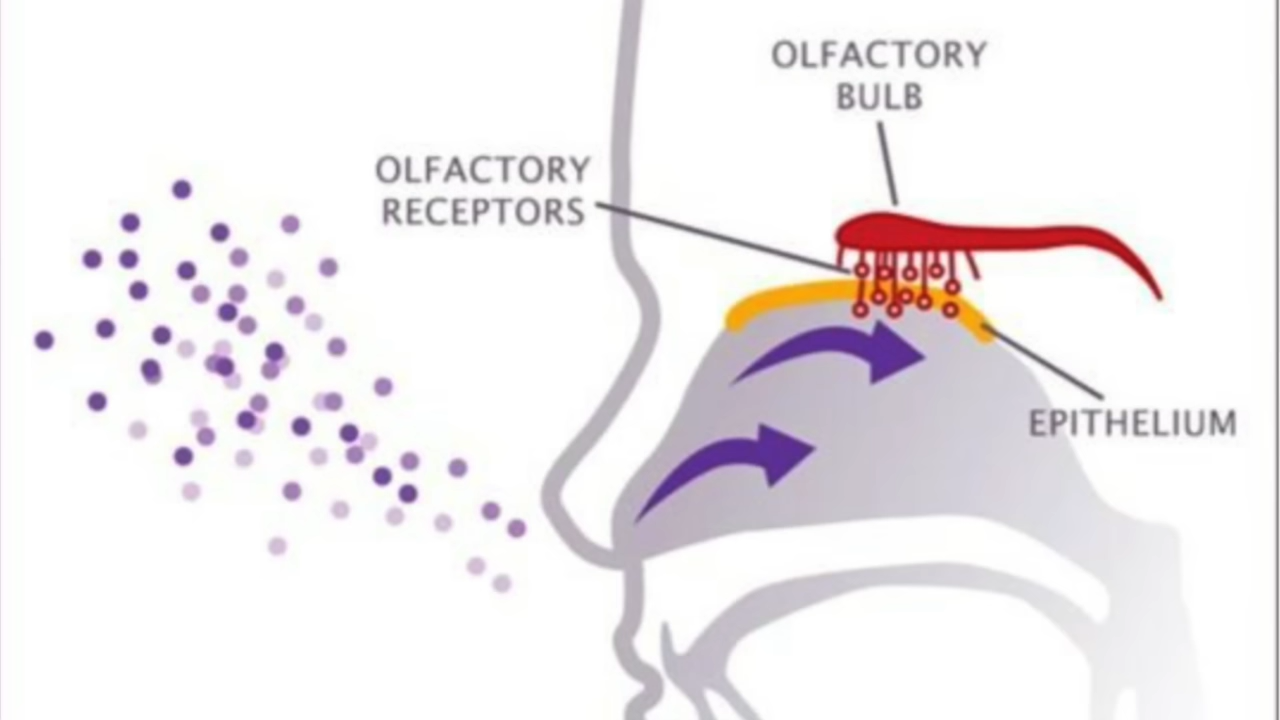 OLFACTORY
BULB
OLFACTORY
RECEPTORS
EPITHELIUM